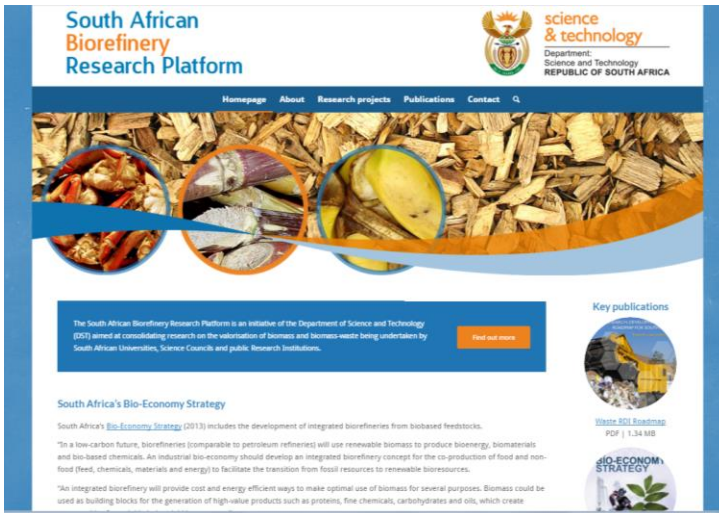 South African
Biorefinery
Research Platform
science
& technology
Department:
Science and Technology
REPUBLIC OF SOUTH AFRICA
Homepage About Research projects Publications Contact
The South African Biorefinery Research Platform is an initiative of the Department of Science and Technology
(DST) aimed at consolidating research on the valorisation of biomass and biomass-waste being undertaken by
South African Universities, Science Councils and public Research Institutions.
Find out more
South Africa's Bio-Economy Strategy
South Africa's Bio-Economy Strategy (2013) includes the development of integrated biorefineries from biobased feedstocks.
"In a low-carbon future, biorefineries (comparable to petroleum refineries) will use renewable biomass to produce bioenergy, biomaterials
and bio-based chemicals. An industrial bio-economy should develop an integrated biorefinery concept for the co-production of food and non-
food (feed, chemicals, materials and energy) to facilitate the transition from fossil resources to renewable bioresources.
"An integrated biorefinery will provide cost and energy efficient ways to make optimal use of biomass for several purposes. Biomass could be
used as building blocks for the generation of high-value products such as proteins, fine chemicals, carbohydrates and oils, which create
Key publications
Waste RDI Roadmap
PDF | 1.34 MB
BIO-ECONOMY
STRATEGY